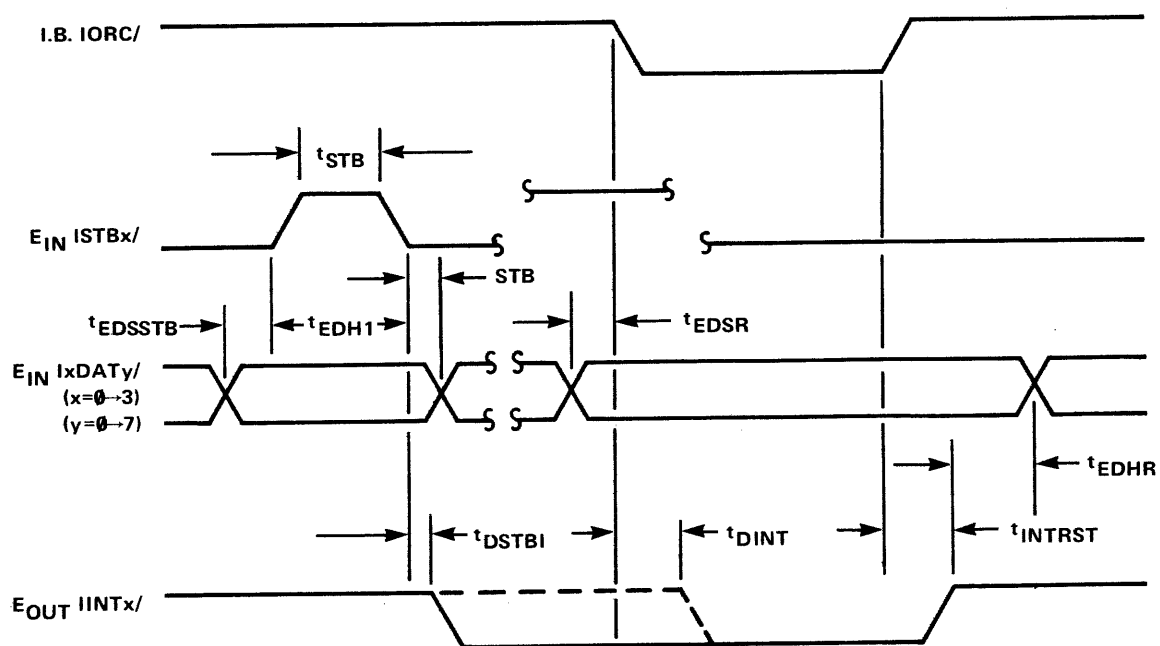 I.B. IORC/
tSTB
EIN ISTBx/
STB
tEDSSTB
tEDH1
tEDSR
EIN IxDATy/
(x=0→3)
(y=0→7)
tEDHR
tDSTBI
tDINT
tINTRST
EOUT IINTx/